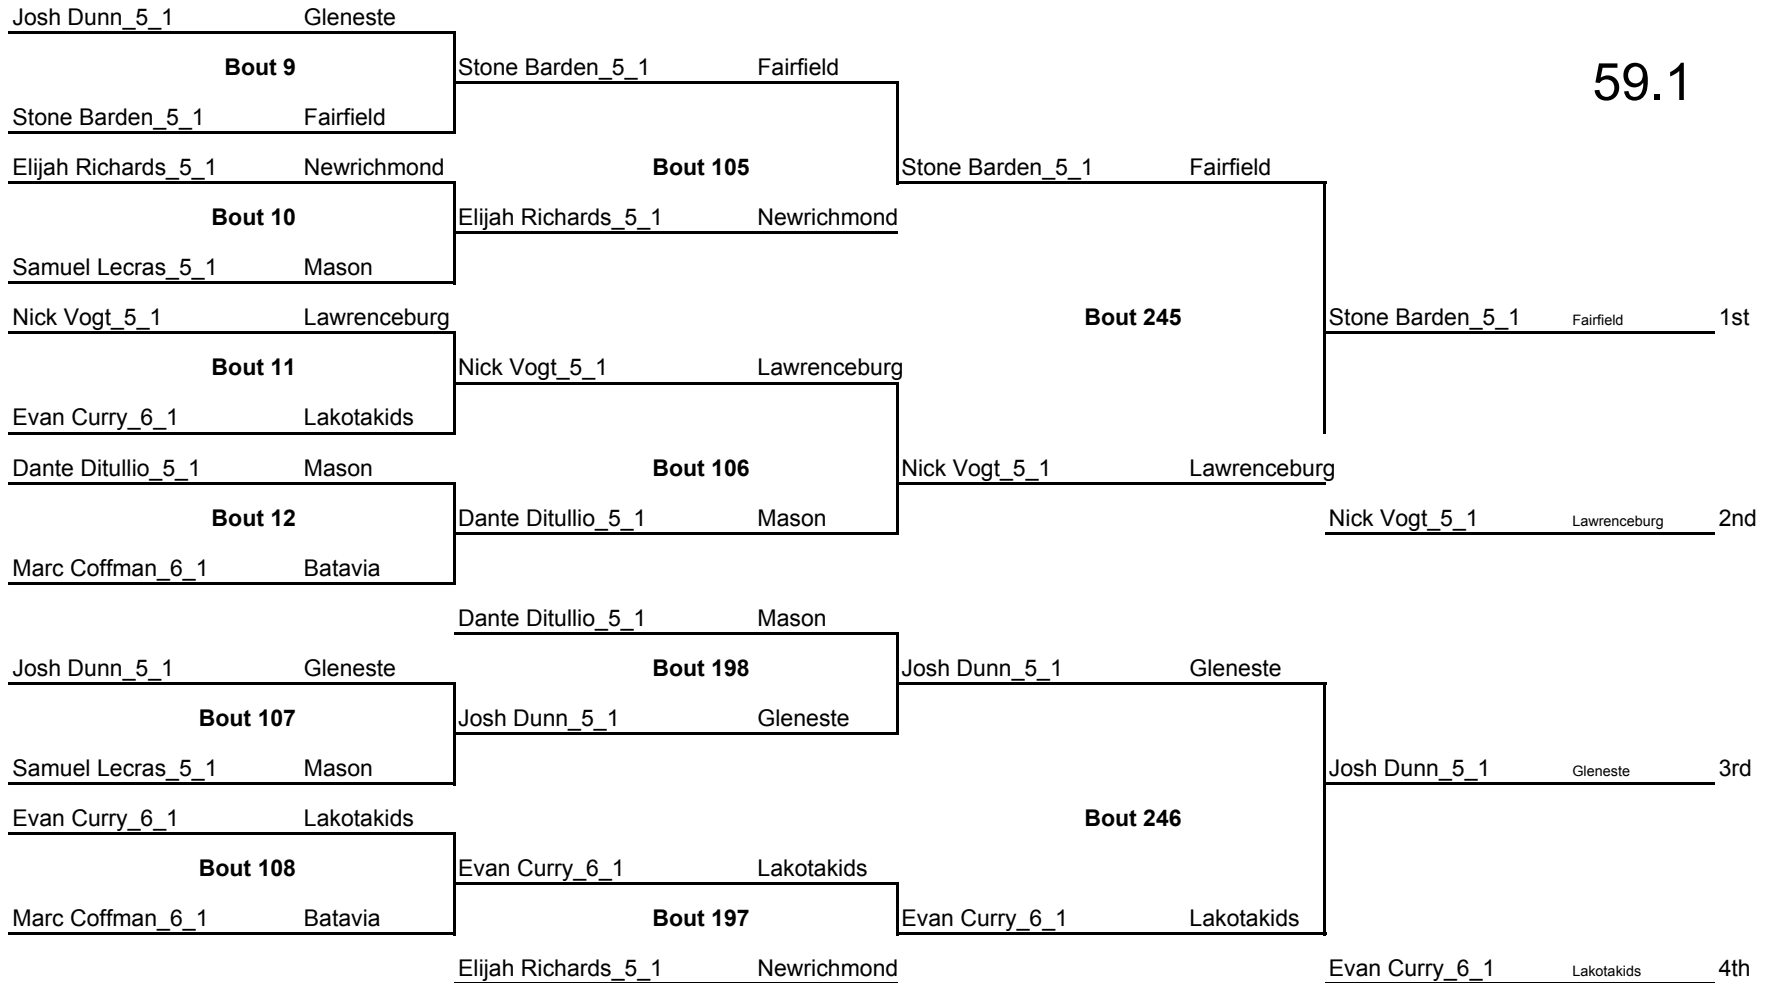 Josh Dunn_5_1 Gleneste
Bout 9 Stone Barden_5_1 Fairfield 59.1
Stone Barden_5_1 Fairfield
Elijah Richards_5_1 Newrichmond Bout 105 Stone Barden_5_1 Fairfield
Bout 10 Elijah Richards_5_1 Newrichmond
Samuel Lecras_5_1 Mason
Nick Vogt_5_1 Lawrenceburg Bout 245 Stone Barden_5_1 Fairfield 1st
Bout 11 Nick Vogt_5_1 Lawrenceburg
Evan Curry_6_1 Lakotakids
Dante Ditullio_5_1 Mason Bout 106 Nick Vogt_5_1 Lawrenceburg
Bout 12 Dante Ditullio_5_1 Mason Nick Vogt_5_1 Lawrenceburg 2nd
Marc Coffman_6_1 Batavia
Dante Ditullio_5_1 Mason
Josh Dunn_5_1 Gleneste Bout 198 Josh Dunn_5_1 Gleneste
Bout 107 Josh Dunn_5_1 Gleneste
Samuel Lecras_5_1 Mason Josh Dunn_5_1 Gleneste 3rd
Evan Curry_6_1 Lakotakids Bout 246
Bout 108 Evan Curry_6_1 Lakotakids
Marc Coffman_6_1 Batavia Bout 197 Evan Curry_6_1 Lakotakids
Elijah Richards_5_1 Newrichmond Evan Curry_6_1 Lakotakids 4th